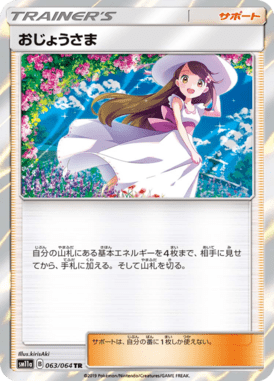 TRAINER'S
サポート
おじょうさま
自分の山札にある基本エネルギーを4枚まで、相手に見せ
てから、手札に加える。そして山札を切る。
Illus.kirisAki
sm11a 063/064 TR
サポートは、自分の番に1枚しか使えない。
©2019 Pokémon/Nintendo/Creatures/GAME FREAK.